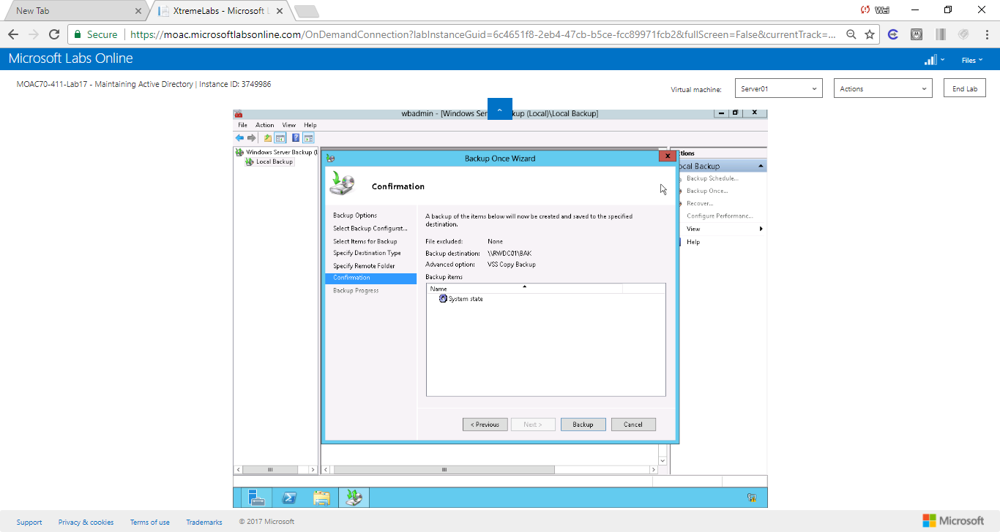 New Tab
XtremeLabs - Microsoft L
Wei
Secure
https://moac.microsoftlabsonline.com/OnDemandConnection?labInstanceGuid=6c4651f8-2eb4-47cb-b5ce-fcc89971fcb2&fullScreen=False&currentTrack=...
Microsoft Labs Online
Files
MOAC70-411-Lab17 - Maintaining Active Directory | Instance ID: 3749986
Virtual machine:
Server01
Actions
End Lab
wbadmin - [Windows Ser kup (Local)\Local Backup]
File Action View Help
Windows Server Backup (L
Local Backup
Backup Once Wizard
Confirmation
Backup Options
Select Backup Configurat...
Select Items for Backup
Specify Destination Type
Specify Remote Folder
Confirmation
Backup Progress
A backup of the items below will now be created and saved to the specified
destination.
File excluded: None
Backup destination: \\RWDC01\BAK
Advanced option: VSS Copy Backup
Backup items
Name
System state
< Previous
Next >
Backup
Cancel
ctions
ocal Backup
Backup Schedule...
Backup Once...
Recover...
Configure Performanc...
View
Help
Support
Privacy & cookies
Terms of use
Trademarks
© 2017 Microsoft
Microsoft